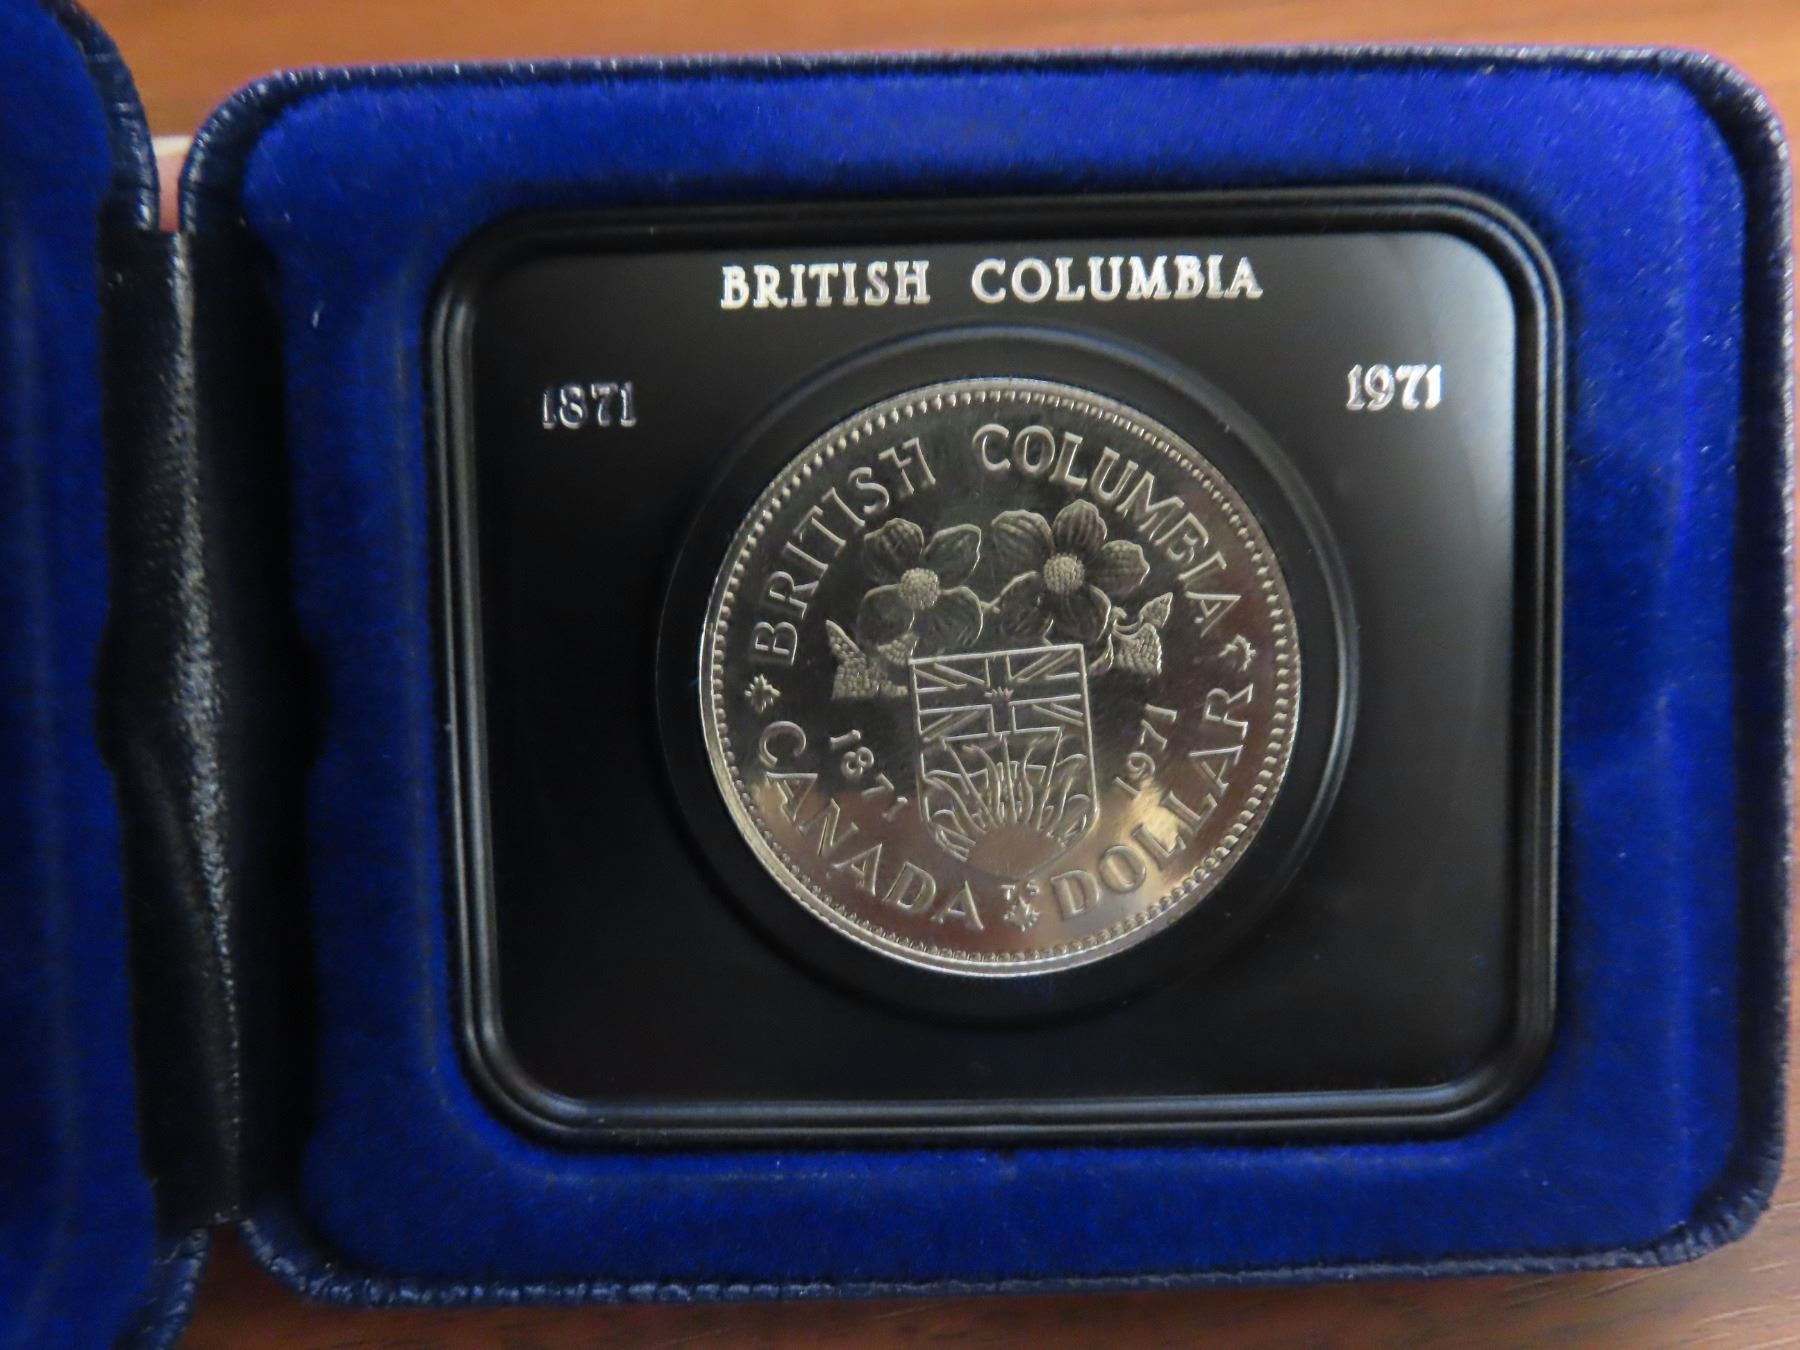 BRITISH COLUMBIA
1871 1971
BRITISH COLUMBIA
1871 1971
CANADA DOLLAR
T.S